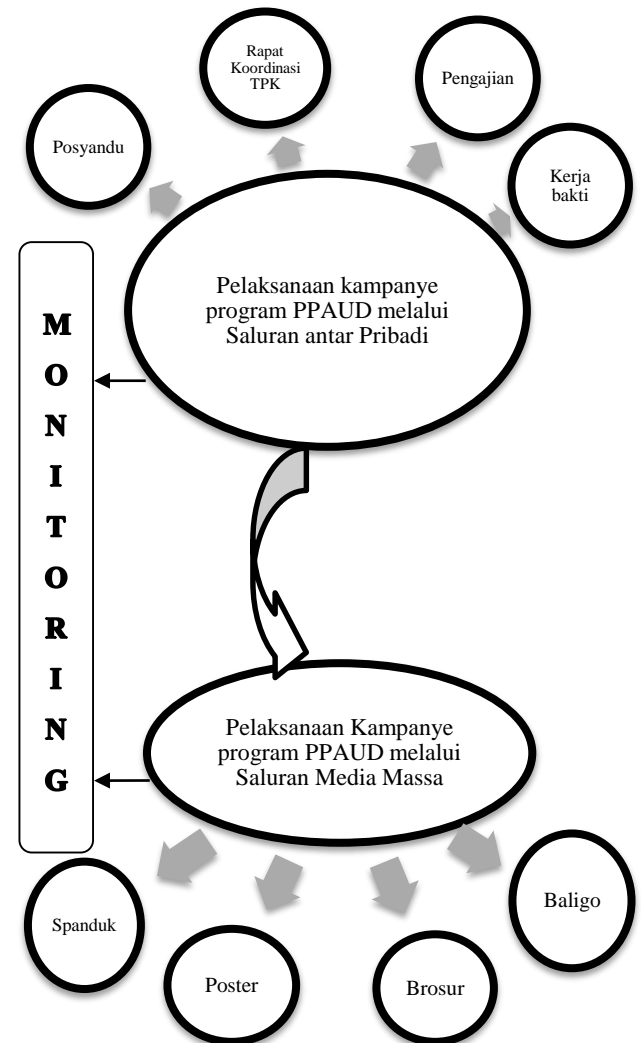 Rapat
Koordinasi
TPK
Pengajian
Posyandu
Kerja
bakti
Pelaksanaan kampanye
program PPAUD melalui
Saluran antar Pribadi
M
O
N
I
T
O
R
I
N
G
Pelaksanaan Kampanye
program PPAUD melalui
Saluran Media Massa
Spanduk
Poster
Brosur
Baligo